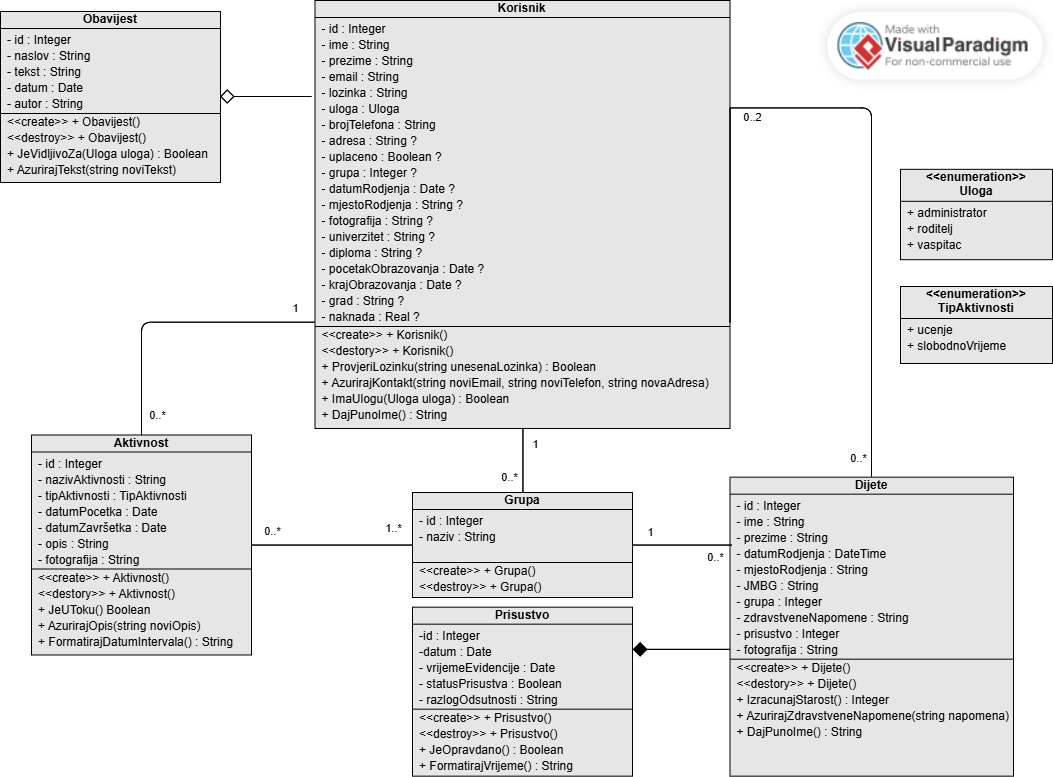 Obavijest
- id : Integer
- naslov : String
- tekst : String
- datum : Date
- autor : String
<<create>> + Obavijest()
<<destroy>> + Obavijest()
+ JeVidljivoZa(Uloga uloga) : Boolean
+ AzurirajTekst(string noviTekst)
Korisnik
- id : Integer
- ime : String
- prezime : String
- email : String
- lozinka : String
- uloga : Uloga
- brojTelefona : String
- adresa : String ?
- uplaceno : Boolean ?
- grupa : Integer ?
- datumRodjenja : Date ?
- mjestoRodjenja : String ?
- fotografija : String ?
- univerzitet : String ?
- diploma : String ?
- pocetakObrazovanja : Date ?
- krajObrazovanja : Date ?
- grad : String ?
- naknada : Real ?
<<create>> + Korisnik()
<<destory>> + Korisnik()
+ ProvjeriLozinku(string unesenaLozinka) : Boolean
+ AzurirajKontakt(string noviEmail, string noviTelefon, string novaAdresa)
+ ImaUlogu(Uloga uloga) : Boolean
+ DajPunoIme() : String
Made with
VisualParadigm
For non-commercial use
0..2
<<enumeration>>
Uloga
+ administrator
+ roditelj
+ vaspitac
<<enumeration>>
TipAktivnosti
+ ucenje
+ slobodnoVrijeme
1
0..*
1
0..*
0..*
Aktivnost
- id : Integer
- nazivAktivnosti : String
- tipAktivnosti : TipAktivnosti
- datumPocetka : Date
- datumZavršetka : Date
- opis : String
- fotografija : String
<<create>> + Aktivnost()
<<destory>> + Aktivnost()
+ JeUToku() Boolean
+ AzurirajOpis(string noviOpis)
+ FormatirajDatumIntervala() : String
0..*
1..*
Grupa
- id : Integer
- naziv : String
<<create>> + Grupa()
<<destroy>> + Grupa()
1
0..*
Prisustvo
-id : Integer
-datum : Date
- vrijemeEvidencije : Date
- statusPrisustva : Boolean
- razlogOdsutnosti : String
<<create>> + Prisustvo()
<<destroy>> + Prisustvo()
+ JeOpravdano() : Boolean
+ FormatirajVrijeme() : String
Dijete
- id : Integer
- ime : String
- prezime : String
- datumRodjenja : DateTime
- mjestoRodjenja : String
- JMBG : String
- grupa : Integer
- zdravstveneNapomene : String
- prisustvo : Integer
- fotografija : String
<<create>> + Dijete()
<<destory>> + Dijete()
+ IzracunajStarost() : Integer
+ AzurirajZdravstveneNapomene(string napomena)
+ DajPunoIme() : String